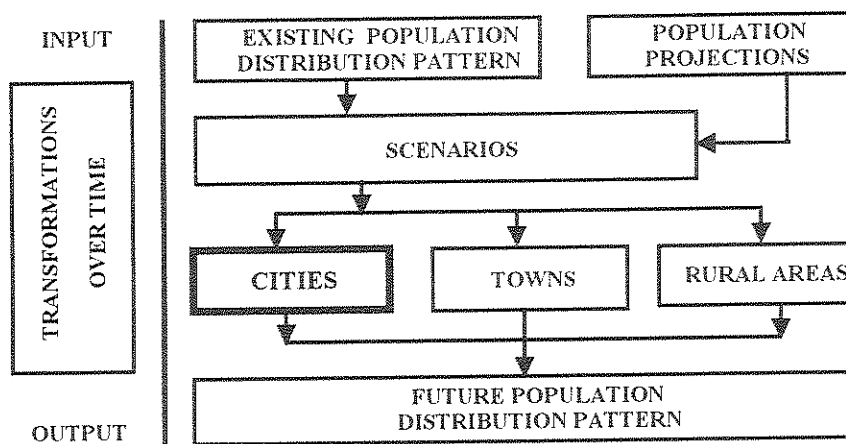 INPUT
EXISTING POPULATION
DISTRIBUTION PATTERN
POPULATION
PROJECTIONS
TRANSFORMATIONS
OVER TIME
SCENARIOS
CITIES
TOWNS
RURAL AREAS
FUTURE POPULATION
DISTRIBUTION PATTERN
OUTPUT